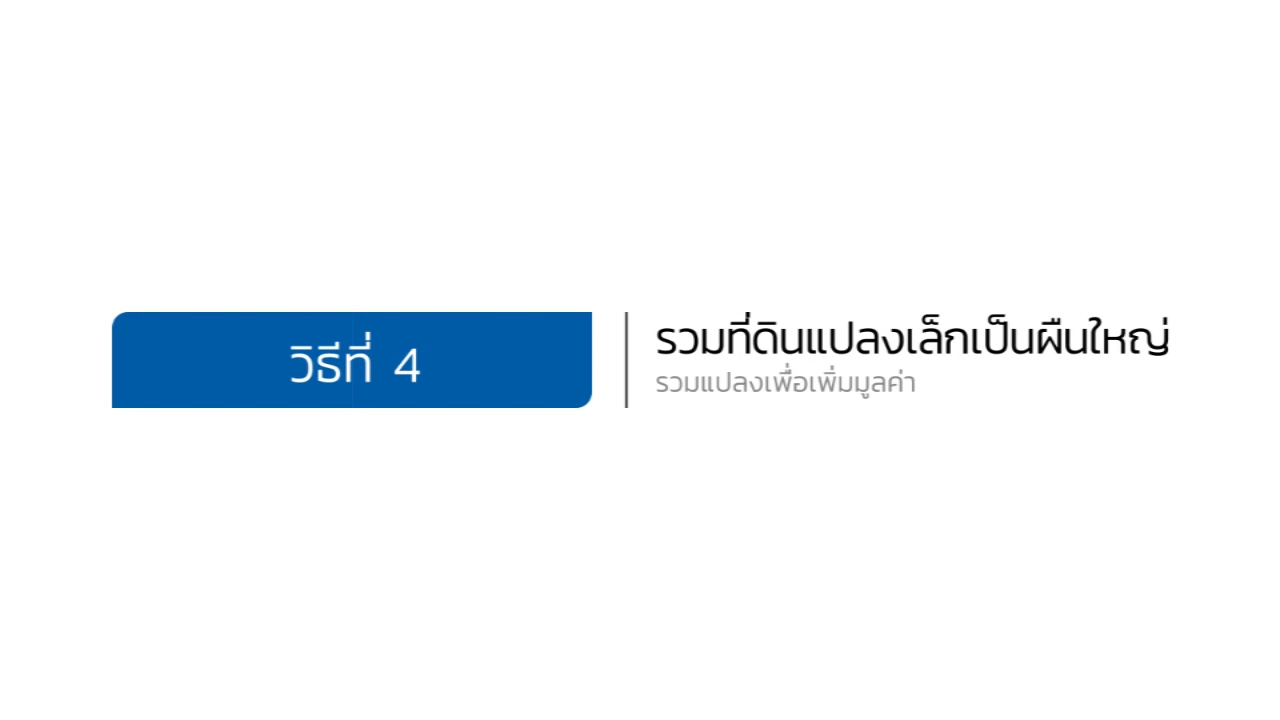 วิธีที่ 4
รวมที่ดินแปลงเล็กเป็นผืนใหญ่
รวมแปลงเพื่อเพิ่มมูลค่า